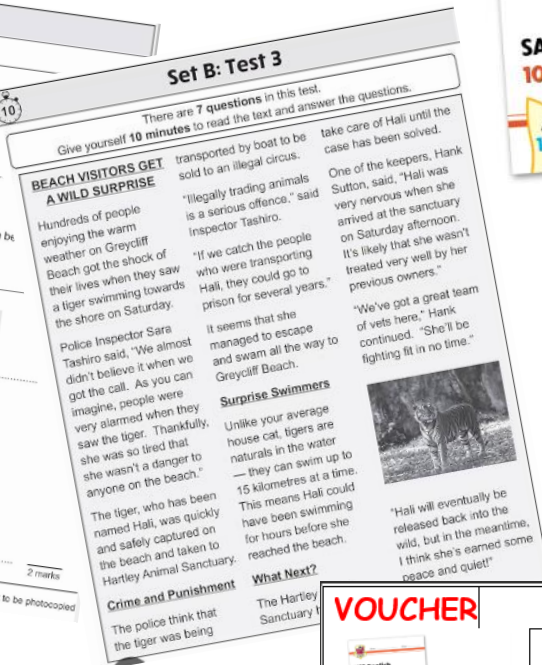 Set B: Test 3
10
There are 7 questions in this test.
Give yourself 10 minutes to read the text and answer the questions.
BEACH VISITORS GET
A WILD SURPRISE
Hundreds of people
enjoying the warm
weather on Greycliff
Beach got the shock of
their lives when they saw
a tiger swimming towards
the shore on Saturday.
Police Inspector Sara
Tashiro said, “We almost
didn’t believe it when we
got the call. As you can
imagine, people were
very alarmed when they
saw the tiger. Thankfully,
she was so tired that
she wasn’t a danger to
anyone on the beach.”
The tiger, who has been
named Hali, was quickly
and safely captured on
the beach and taken to
Hartley Animal Sanctuary.
Crime and Punishment
The police think that
the tiger was being
transported by boat to be
sold to an illegal circus.
“Illegally trading animals
is a serious offence,” said
Inspector Tashiro.
“If we catch the people
who were transporting
Hali, they could go to
prison for several years.”
It seems that she
managed to escape
and swam all the way to
Greycliff Beach.
Surprise Swimmers
Unlike your average
house cat, tigers are
naturals in the water
— they can swim up to
15 kilometres at a time.
This means Hali could
have been swimming
for hours before she
reached the beach.
What Next?
The Hartley
Sanctuary
take care of Hali until the
case has been solved.
One of the keepers, Hank
Sutton, said, “Hali was
very nervous when she
arrived at the sanctuary
on Saturday afternoon.
It’s likely that she wasn’t
treated very well by her
previous owners.”
“We’ve got a great team
of vets here,” Hank
continued. “She’ll be
fighting fit in no time.”
“Hali will eventually be
released back into the
wild, but in the meantime,
I think she’s earned some
peace and quiet!”
2 marks
to be photocopied
SA
10
VOUCHER